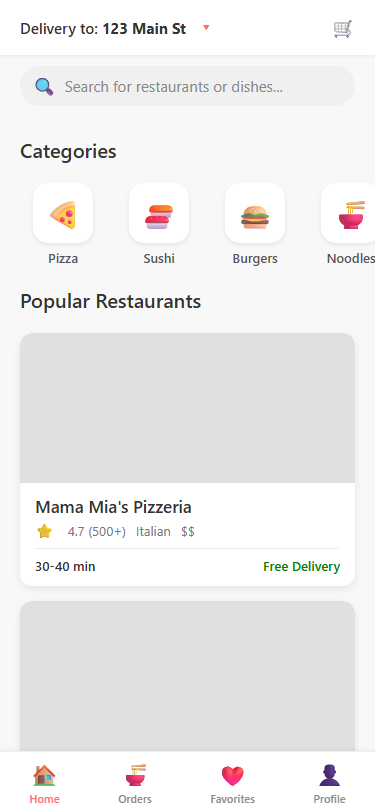 Delivery to: 123 Main St
Search for restaurants or dishes...
Categories
Pizza
Sushi
Burgers
Noodles
Popular Restaurants
Mama Mia's Pizzeria
4.7 (500+) Italian $$
30-40 min
Free Delivery
Home
Orders
Favorites
Profile